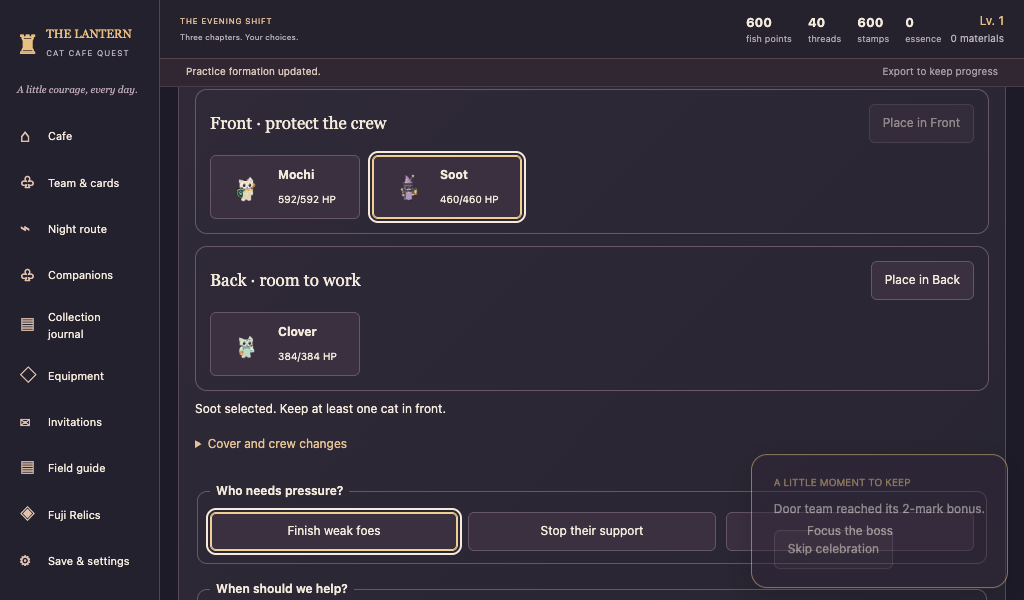 THE LANTERN
CAT CAFE QUEST
A little courage, every day.
Cafe
Team & cards
Night route
Companions
Collection
journal
Equipment
Invitations
Field guide
Fuji Relics
Save & settings
THE EVENING SHIFT
Three chapters. Your choices.
600
fish points
40
threads
600
stamps
0
essence
Lv. 1
0 materials
Practice formation updated.
Export to keep progress
Front · protect the crew
Place in Front
Mochi
592/592 HP
Soot
460/460 HP
Back · room to work
Place in Back
Clover
384/384 HP
Soot selected. Keep at least one cat in front.
Cover and crew changes
Who needs pressure?
Finish weak foes
Stop their support
Focus the boss
A LITTLE MOMENT TO KEEP
Door team reached its 2-mark bonus.
Skip celebration
When should we help?